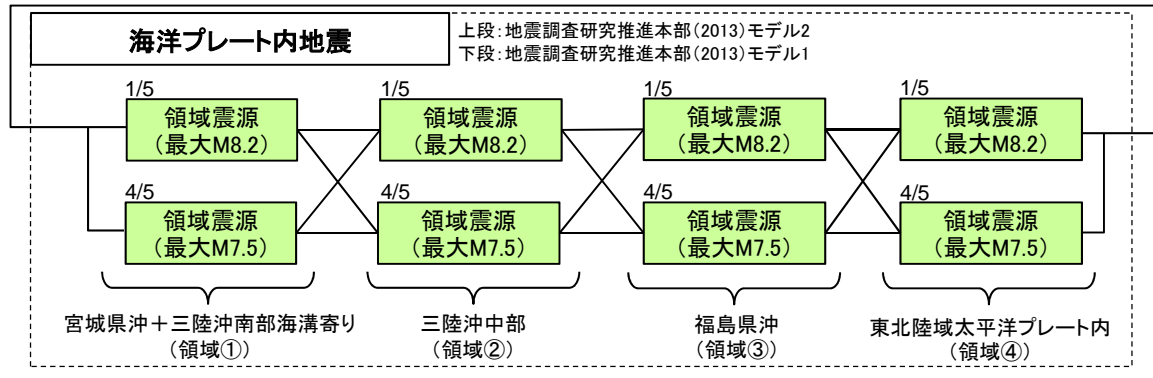 海洋プレート内地震
上段:地震調査研究推進本部(2013)モデル2
下段:地震調査研究推進本部(2013)モデル1
1/5
領域震源
(最大M8.2)
1/5
領域震源
(最大M8.2)
1/5
領域震源
(最大M8.2)
1/5
領域震源
(最大M8.2)
4/5
領域震源
(最大M7.5)
4/5
領域震源
(最大M7.5)
4/5
領域震源
(最大M7.5)
4/5
領域震源
(最大M7.5)
宮城県沖+三陸沖南部海溝寄り
(領域①)
三陸沖中部
(領域②)
福島県沖
(領域③)
東北陸域太平洋プレート内
(領域④)